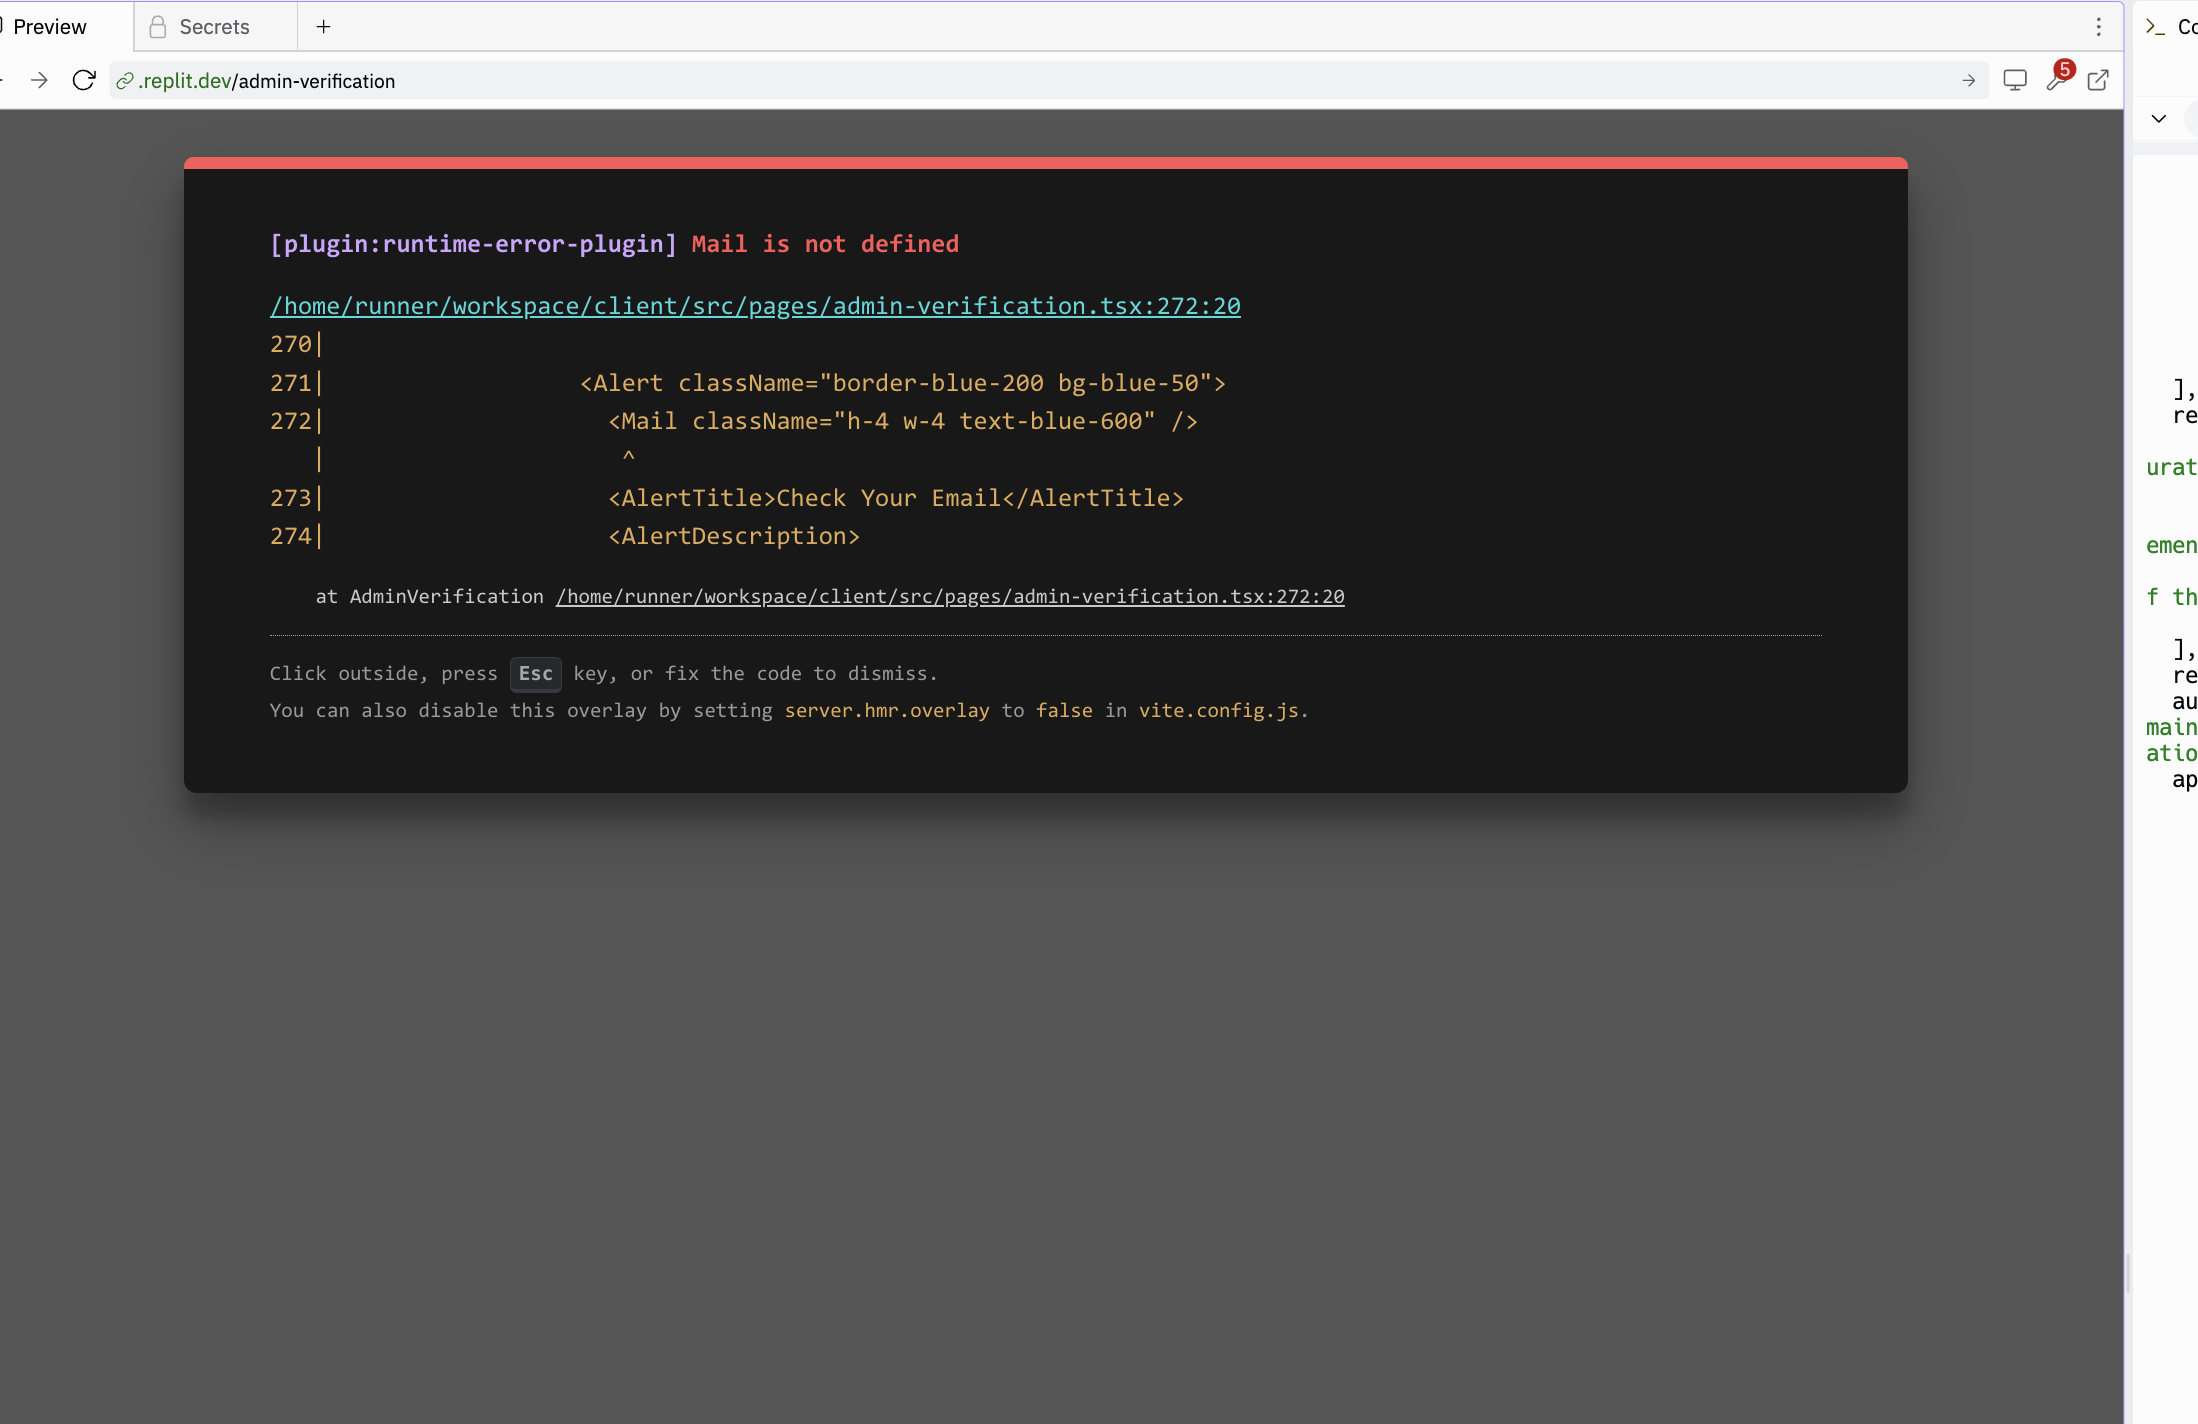 Preview
Secrets
+
.replit.dev/admin-verification
5
>_ Co
[plugin:runtime-error-plugin] Mail is not defined
/home/runner/workspace/client/src/pages/admin-verification.tsx:272:20
270|
271|                  <Alert className="border-blue-200 bg-blue-50">
272|                    <Mail className="h-4 w-4 text-blue-600" />
   |                     ^
273|                    <AlertTitle>Check Your Email</AlertTitle>
274|                    <AlertDescription>
at AdminVerification /home/runner/workspace/client/src/pages/admin-verification.tsx:272:20
Click outside, press Esc key, or fix the code to dismiss.
You can also disable this overlay by setting server.hmr.overlay to false in vite.config.js.
],
re
urat
emen
f th
],
re
au
main
atio
ap